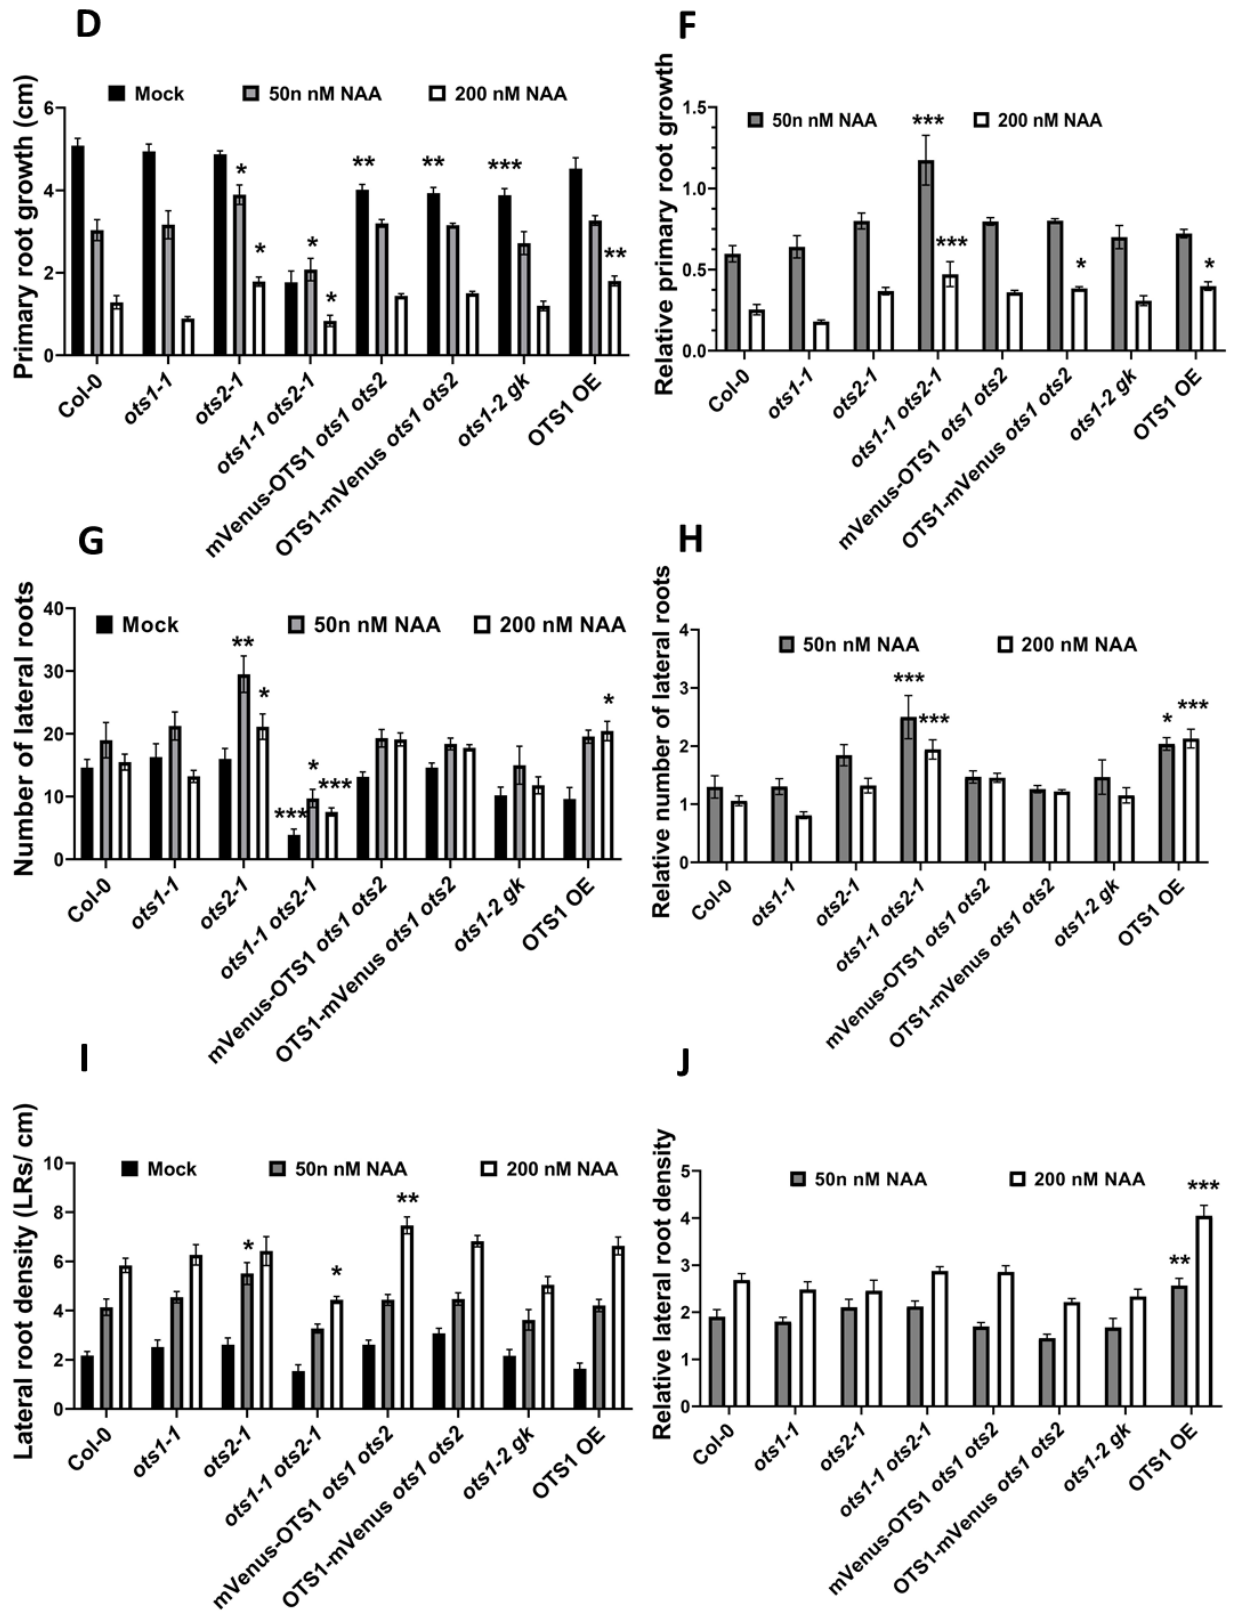 D
Mock 50n nM NAA 200 nM NAA
Primary root growth (cm)
6
4
2
0
* * * * ** ** *** **
Col-0
ots1-1
ots2-1
ots1-1 ots2-1
mVenus-OTS1 ots1 ots2
OTS1-mVenus ots1 ots2
ots1-2 gk
OTS1 OE
F
50n nM NAA 200 nM NAA
Relative primary root growth
1.5
1.0
0.5
0.0
*** *** * *
Col-0
ots1-1
ots2-1
ots1-1 ots2-1
mVenus-OTS1 ots1 ots2
OTS1-mVenus ots1 ots2
ots1-2 gk
OTS1 OE
G
Mock 50n nM NAA 200 nM NAA
Number of lateral roots
40
30
20
10
0
** * *** * *** *
Col-0
ots1-1
ots2-1
ots1-1 ots2-1
mVenus-OTS1 ots1 ots2
OTS1-mVenus ots1 ots2
ots1-2 gk
OTS1 OE
H
50n nM NAA 200 nM NAA
Relative number of lateral roots
4
3
2
1
0
*** *** * ***
Col-0
ots1-1
ots2-1
ots1-1 ots2-1
mVenus-OTS1 ots1 ots2
OTS1-mVenus ots1 ots2
ots1-2 gk
OTS1 OE
I
Mock 50n nM NAA 200 nM NAA
Lateral root density (LRs/ cm)
10
8
6
4
2
0
* * **
Col-0
ots1-1
ots2-1
ots1-1 ots2-1
mVenus-OTS1 ots1 ots2
OTS1-mVenus ots1 ots2
ots1-2 gk
OTS1 OE
J
50n nM NAA 200 nM NAA
Relative lateral root density
5
4
3
2
1
0
** ***
Col-0
ots1-1
ots2-1
ots1-1 ots2-1
mVenus-OTS1 ots1 ots2
OTS1-mVenus ots1 ots2
ots1-2 gk
OTS1 OE